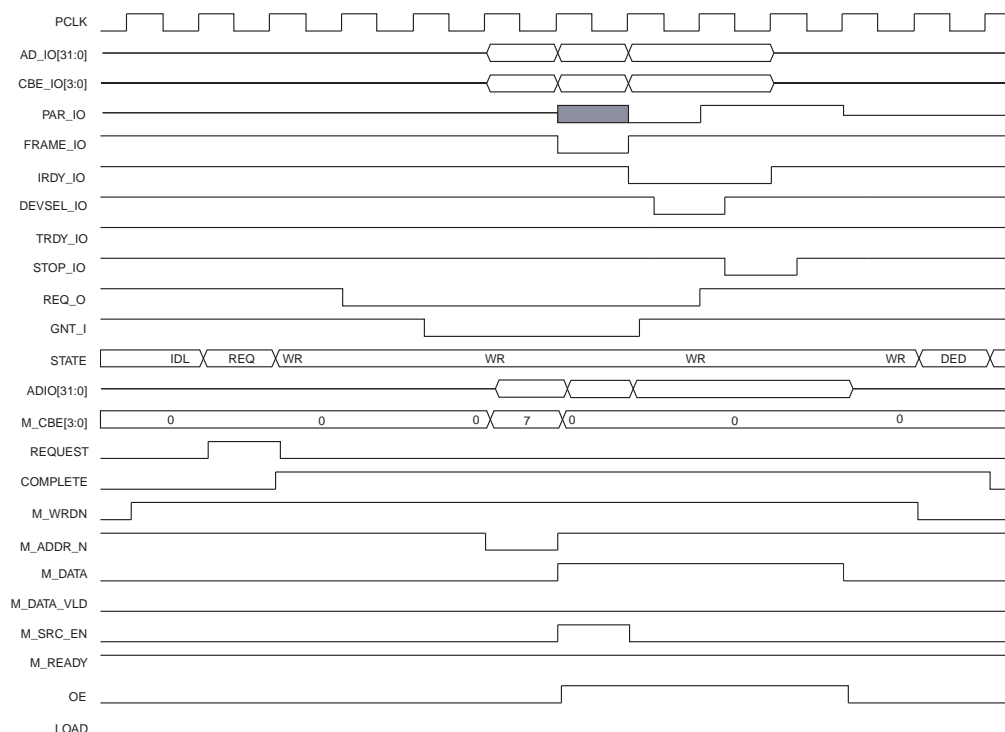 PCLK
AD_IO[31:0]
CBE_IO[3:0]
PAR_IO
FRAME_IO
IRDY_IO
DEVSEL_IO
TRDY_IO
STOP_IO
REQ_O
GNT_I
STATE IDL REQ WR WR WR WR DED
ADIO[31:0]
M_CBE[3:0] 0 0 0 7 0 0 0
REQUEST
COMPLETE
M_WRDN
M_ADDR_N
M_DATA
M_DATA_VLD
M_SRC_EN
M_READY
OE
LOAD